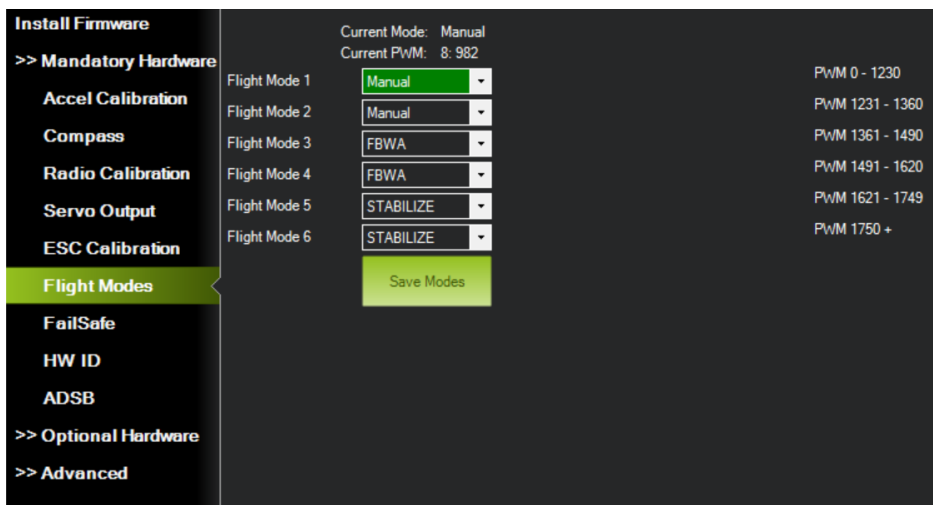 Install Firmware
>> Mandatory Hardware
Accel Calibration
Compass
Radio Calibration
Servo Output
ESC Calibration
Flight Modes
FailSafe
HW ID
ADSB
>> Optional Hardware
>> Advanced
Current Mode: Manual
Current PWM: 8: 982
Flight Mode 1 Manual PWM 0 - 1230
Flight Mode 2 Manual PWM 1231 - 1360
Flight Mode 3 FBWA PWM 1361 - 1490
Flight Mode 4 FBWA PWM 1491 - 1620
Flight Mode 5 STABILIZE PWM 1621 - 1749
Flight Mode 6 STABILIZE PWM 1750 +
Save Modes